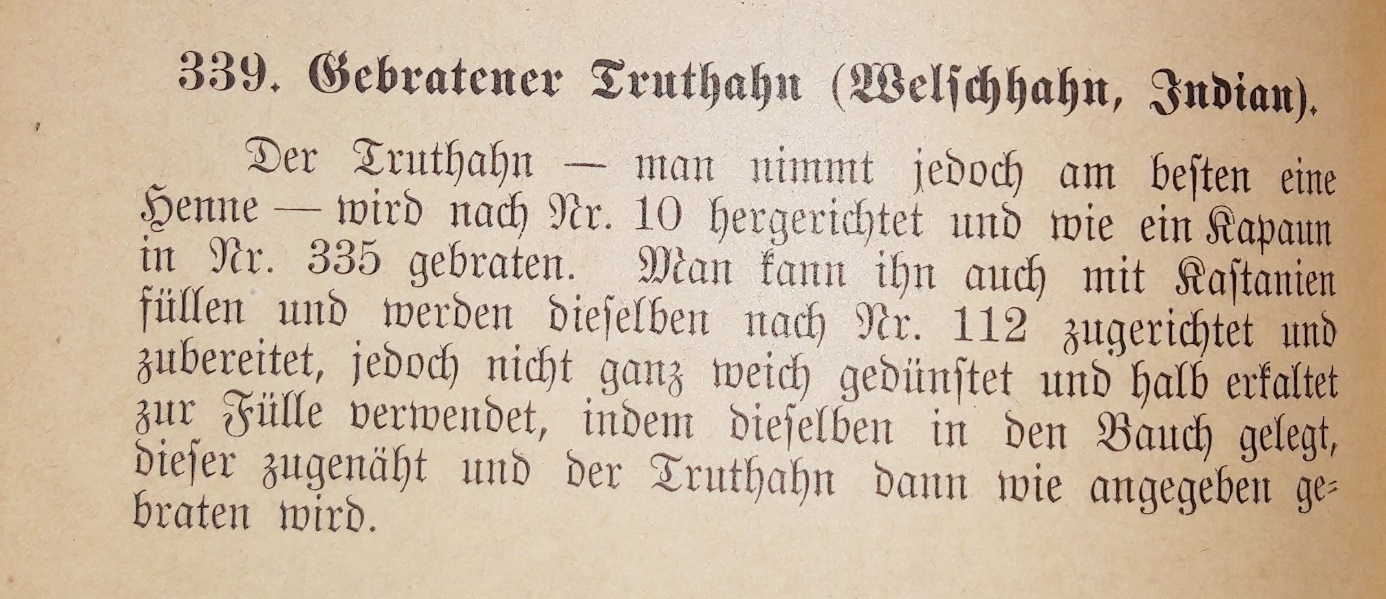 339. Gebratener Truthahn (Welschhahn, Indian).
Der Truthahn — man nimmt jedoch am besten eine
Henne — wird nach Nr. 10 hergerichtet und wie ein Kapaun
in Nr. 335 gebraten. Man kann ihn auch mit Kastanien
füllen und werden dieselben nach Nr. 112 zugerichtet und
zubereitet, jedoch nicht ganz weich gedünstet und halb erkaltet
zur Fülle verwendet, indem dieselben in den Bauch gelegt,
dieser zugenäht und der Truthahn dann wie angegeben ge-
braten wird.